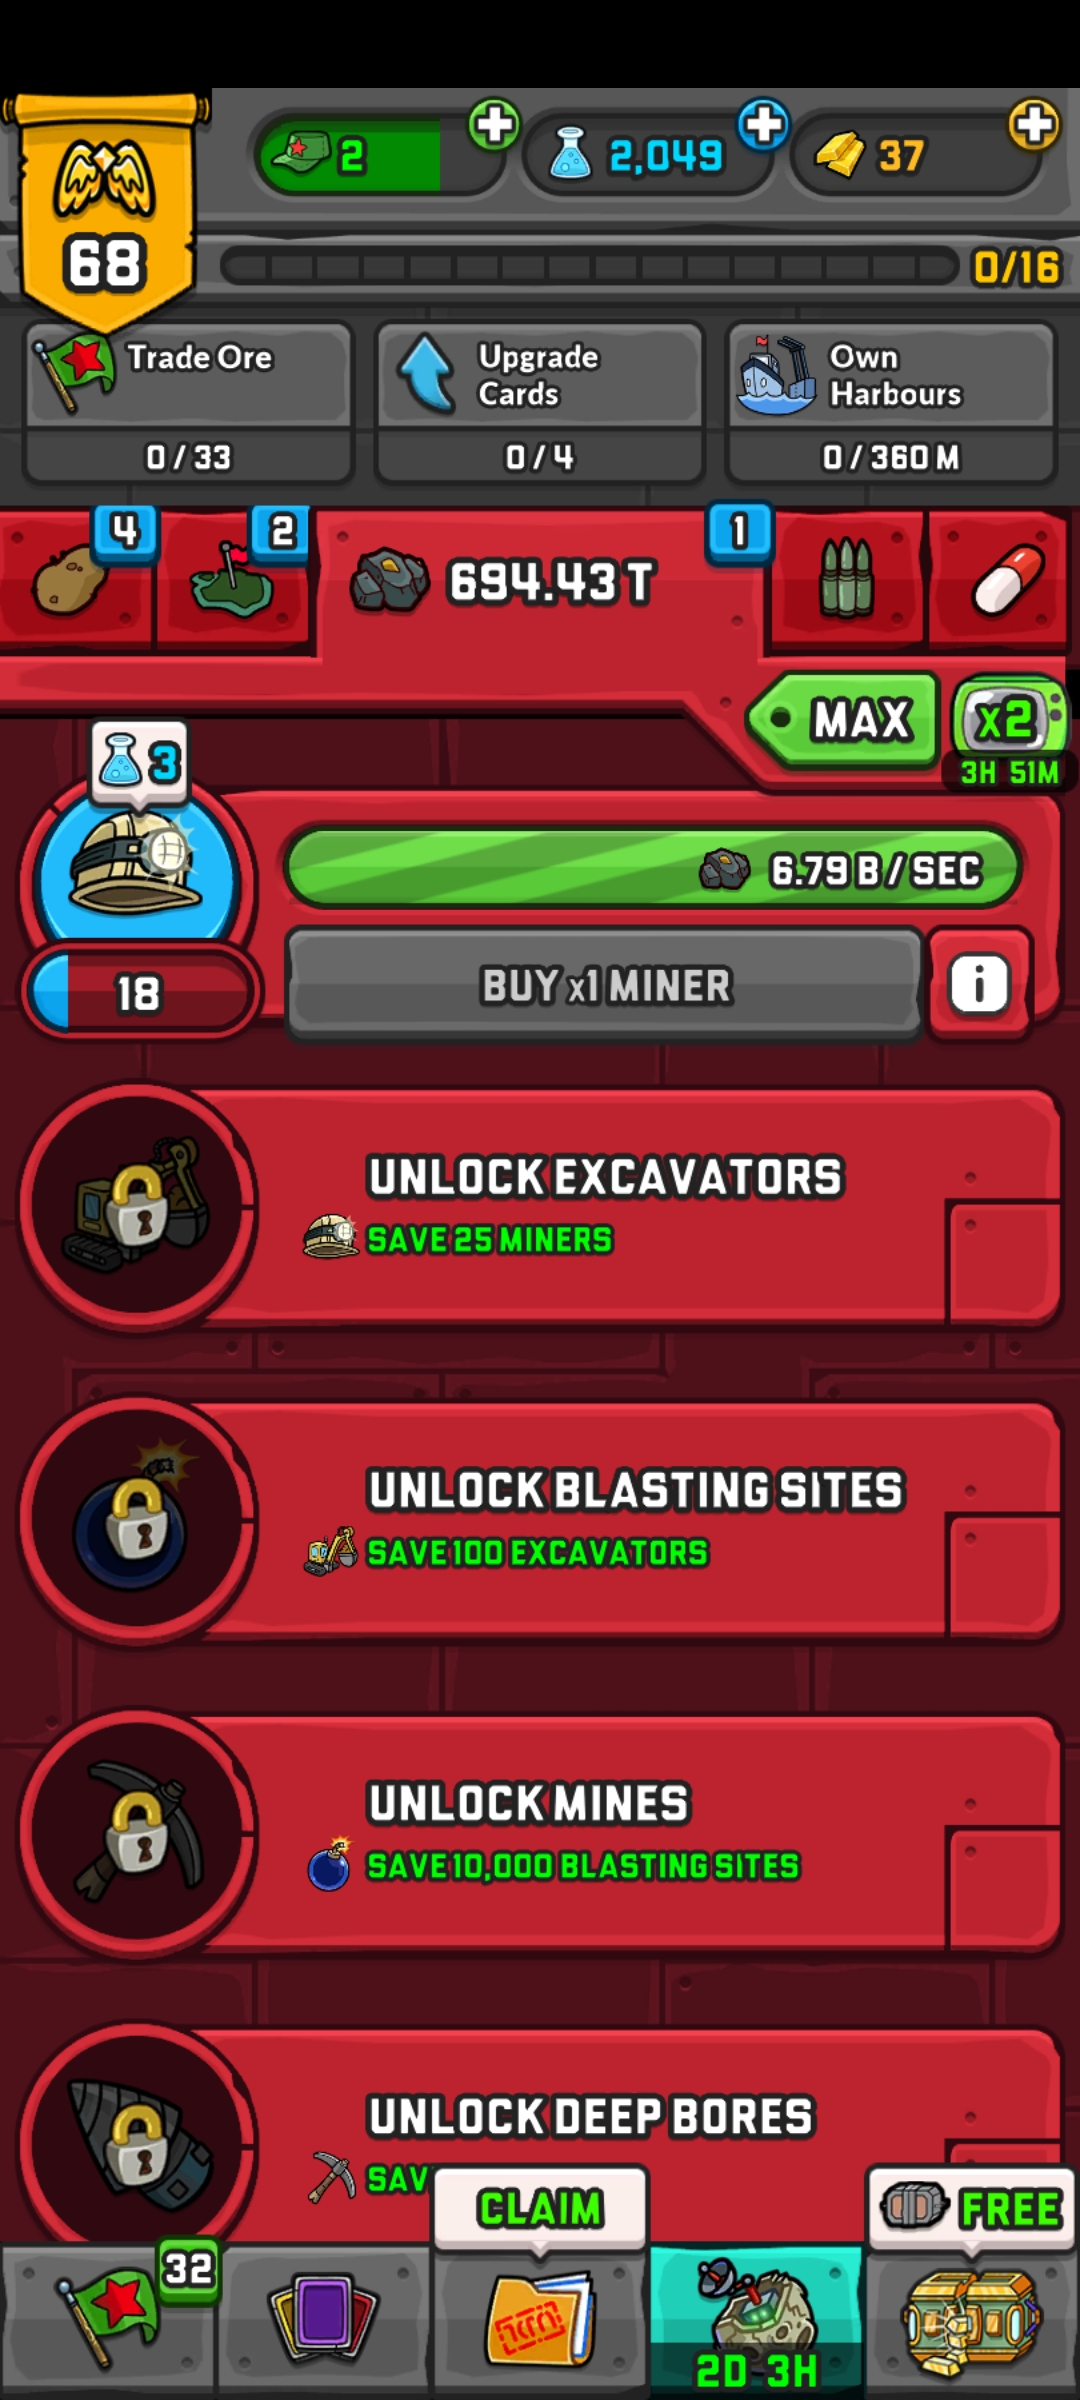 2
2,049
37
68
0/16
Trade Ore
Upgrade
Cards
Own
Harbours
0 / 33
0 / 4
0 / 360 M
4
2
694.43 T
1
MAX
x2
3H 51M
3
6.79 B / SEC
18
BUY x1 MINER
i
UNLOCK EXCAVATORS
SAVE 25 MINERS
UNLOCK BLASTING SITES
SAVE 100 EXCAVATORS
UNLOCK MINES
SAVE 10,000 BLASTING SITES
UNLOCK DEEP BORES
SAV
CLAIM
FREE
32
2D 3H